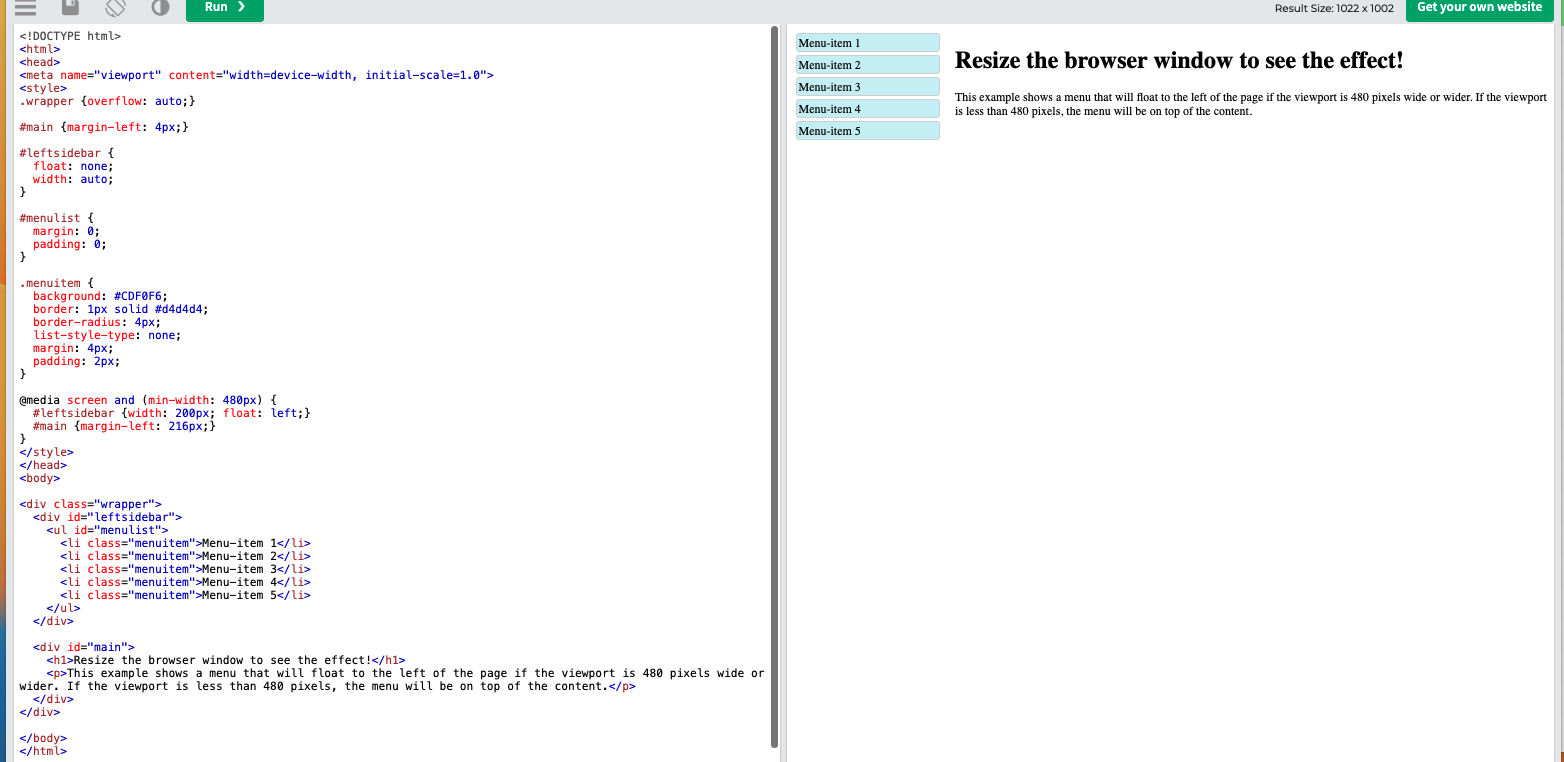 Run ❯
Result Size: 1022 x 1002
Get your own website
<!DOCTYPE html>
<html>
<head>
<meta name="viewport" content="width=device-width, initial-scale=1.0">
<style>
.wrapper {overflow: auto;}

#main {margin-left: 4px;}

#leftsidebar {
  float: none;
  width: auto;
}

#menulist {
  margin: 0;
  padding: 0;
}

.menuitem {
  background: #CDF0F6;
  border: 1px solid #d4d4d4;
  border-radius: 4px;
  list-style-type: none;
  margin: 4px;
  padding: 2px;
}

@media screen and (min-width: 480px) {
  #leftsidebar {width: 200px; float: left;}
  #main {margin-left: 216px;}
}
</style>
</head>
<body>

<div class="wrapper">
  <div id="leftsidebar">
    <ul id="menulist">
      <li class="menuitem">Menu-item 1</li>
      <li class="menuitem">Menu-item 2</li>
      <li class="menuitem">Menu-item 3</li>
      <li class="menuitem">Menu-item 4</li>
      <li class="menuitem">Menu-item 5</li>
    </ul>
  </div>

  <div id="main">
    <h1>Resize the browser window to see the effect!</h1>
    <p>This example shows a menu that will float to the left of the page if the viewport is 480 pixels wide or
wider. If the viewport is less than 480 pixels, the menu will be on top of the content.</p>
  </div>
</div>

</body>
</html>
Menu-item 1
Menu-item 2
Menu-item 3
Menu-item 4
Menu-item 5
Resize the browser window to see the effect!
This example shows a menu that will float to the left of the page if the viewport is 480 pixels wide or wider. If the viewport
is less than 480 pixels, the menu will be on top of the content.